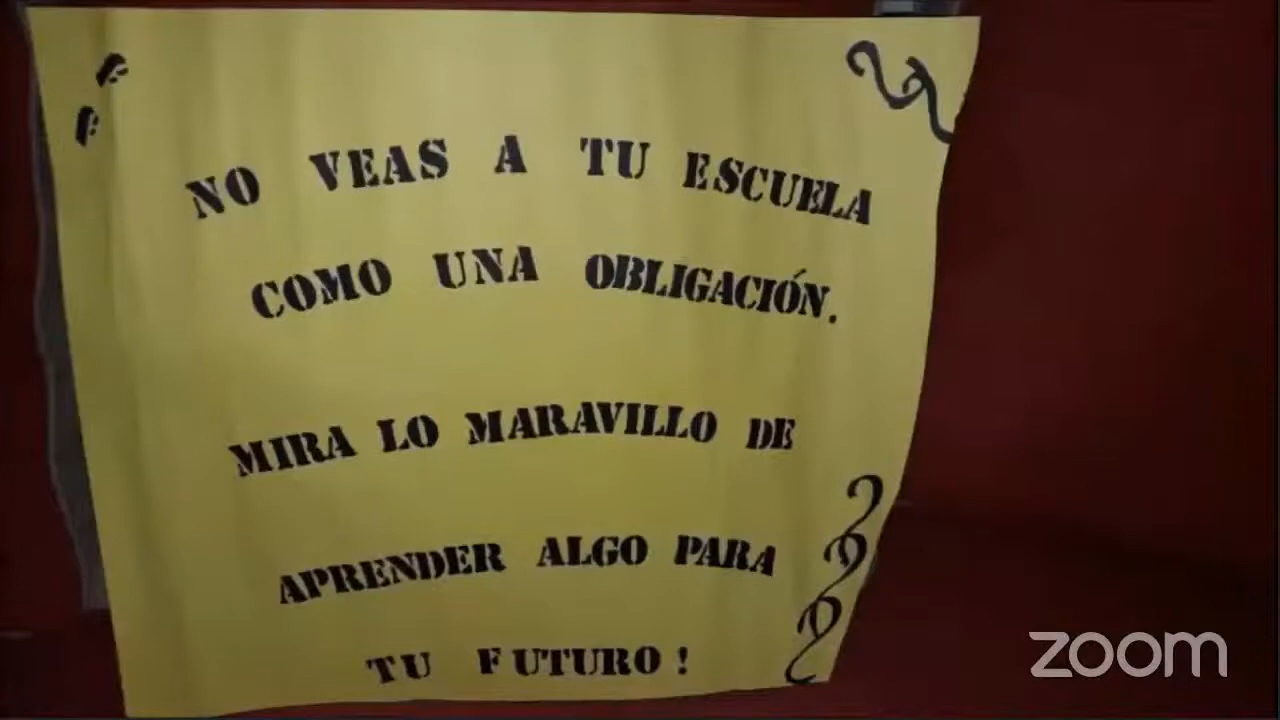 NO VEAS A TU ESCUELA
COMO UNA OBLIGACIÓN.
MIRA LO MARAVILLO DE
APRENDER ALGO PARA
TU FUTURO!
zoom